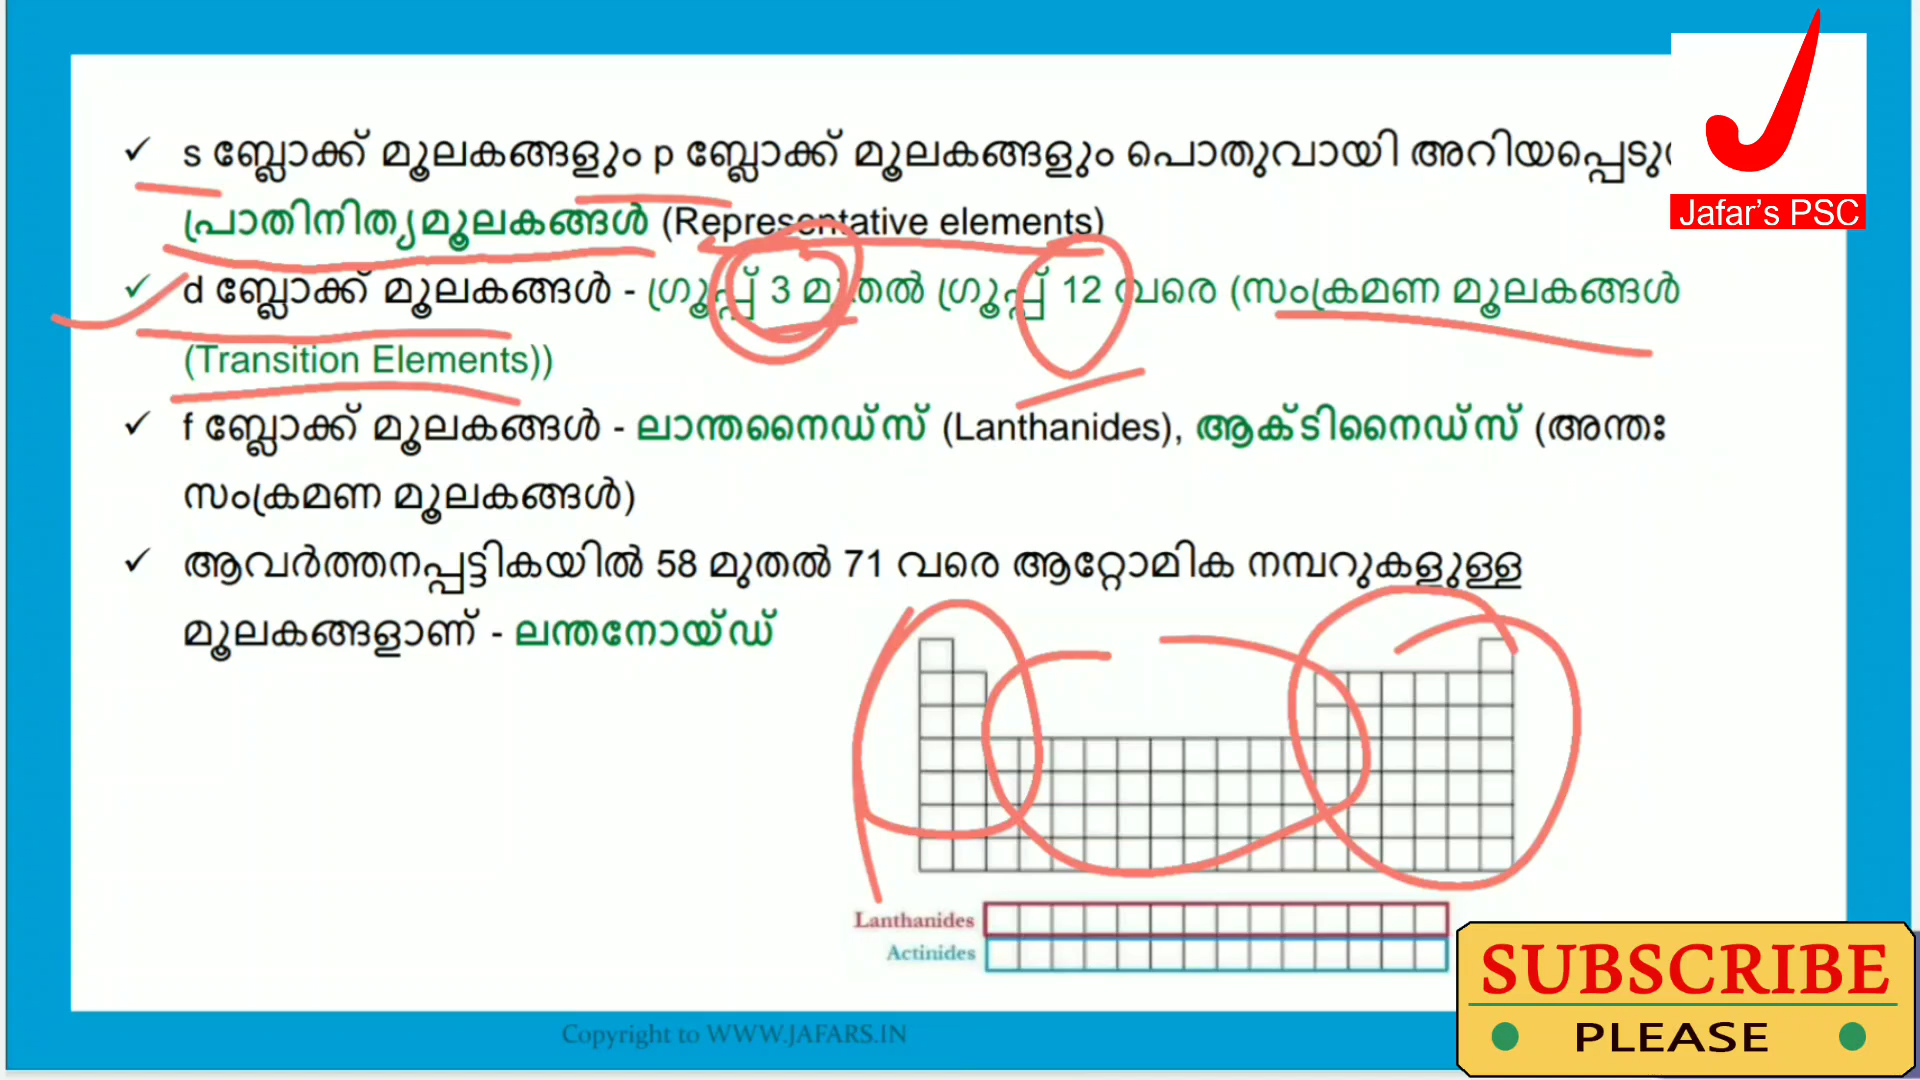 s ബ്ലോക്ക് മൂലകങ്ങളും p ബ്ലോക്ക് മൂലകങ്ങളും പൊതുവായി
പ്രാതിനിത്യമൂലകങ്ങൾ (Representative elements)
d ബ്ലോക്ക് മൂലകങ്ങൾ - ഗ്രൂപ്പ് 3 മുതൽ ഗ്രൂപ്പ് 12 വരെ (സംക്രമണ മൂലകങ്ങൾ
(Transition Elements))
f ബ്ലോക്ക് മൂലകങ്ങൾ - ലാന്തനൈഡ്സ് (Lanthanides), ആക്ടിനൈഡ്സ് (അന്തഃ
സംക്രമണ മൂലകങ്ങൾ)
ആവർത്തനപ്പട്ടികയിൽ 58 മുതൽ 71 വരെ ആറ്റോമിക നമ്പറുകളുള്ള
മൂലകങ്ങളാണ് - ലന്തനോയ്ഡ്
Lanthanides
Actinides
Jafar's PSC
SUBSCRIBE
PLEASE
Copyright to WWW.JAFARS.IN